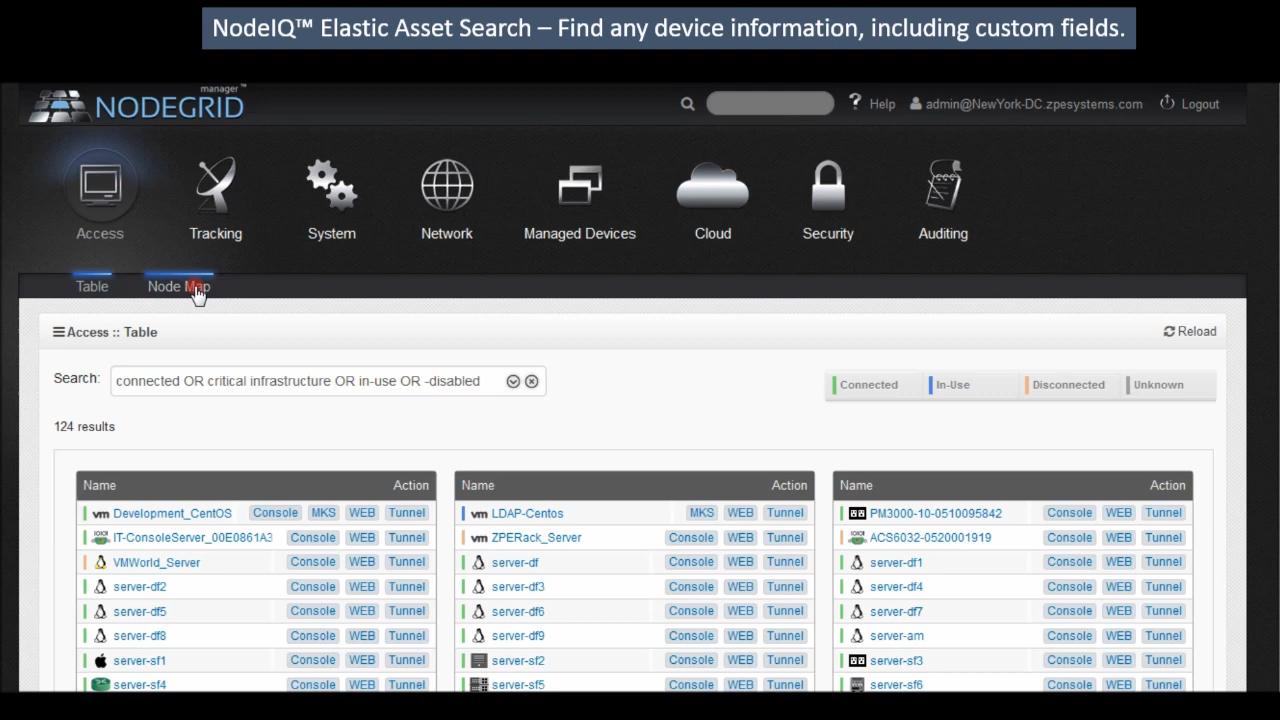 NodeIQ™ Elastic Asset Search – Find any device information, including custom fields.
manager™
NODEGRID
Help admin@NewYork-DC.zpesystems.com Logout
Access Tracking System Network Managed Devices Cloud Security Auditing
Table Node Map
Access :: Table Reload
Search: connected OR critical infrastructure OR in-use OR -disabled
Connected In-Use Disconnected Unknown
124 results
Name Action Name Action Name Action
vm Development_CentOS Console MKS WEB Tunnel vm LDAP-Centos MKS WEB Tunnel PM3000-10-0510095842 Console WEB Tunnel
IT-ConsoleServer_00E0861A3 Console WEB Tunnel vm ZPERack_Server Console WEB Tunnel ACS6032-0520001919 Console WEB Tunnel
VMWorld_Server Console WEB Tunnel server-df Console WEB Tunnel server-df1 Console WEB Tunnel
server-df2 Console WEB Tunnel server-df3 Console WEB Tunnel server-df4 Console WEB Tunnel
server-df5 Console WEB Tunnel server-df6 Console WEB Tunnel server-df7 Console WEB Tunnel
server-df8 Console WEB Tunnel server-df9 Console WEB Tunnel server-am Console WEB Tunnel
server-sf1 Console WEB Tunnel server-sf2 Console WEB Tunnel server-sf3 Console WEB Tunnel
server-sf4 Console WEB Tunnel server-sf5 Console WEB Tunnel server-sf6 Console WEB Tunnel